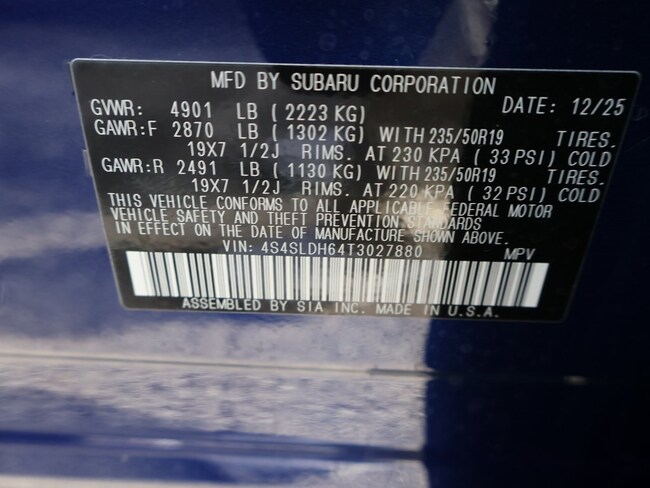 MFD BY SUBARU CORPORATION
GVWR: 4901 LB ( 2223 KG) DATE: 12/25
GAWR:F 2870 LB ( 1302 KG) WITH 235/50R19 TIRES.
19X7 1/2J RIMS. AT 230 KPA ( 33 PSI) COLD
GAWR:R 2491 LB ( 1130 KG) WITH 235/50R19 TIRES.
19X7 1/2J RIMS. AT 220 KPA ( 32 PSI) COLD
THIS VEHICLE CONFORMS TO ALL APPLICABLE FEDERAL MOTOR
VEHICLE SAFETY AND THEFT PREVENTION STANDARDS
IN EFFECT ON THE DATE OF MANUFACTURE SHOWN ABOVE.
VIN: 4S4SLDH64T3027880 MPV
ASSEMBLED BY SIA INC. MADE IN U.S.A.